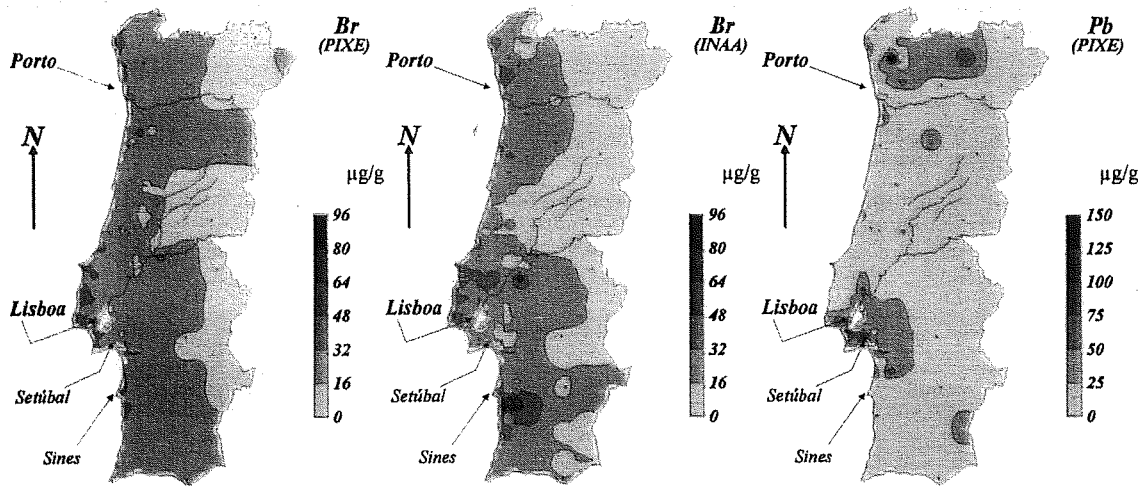 Br
(PIXE)
Porto
N
µg/g
96
80
64
48
32
16
0
Lisboa
Setúbal
Sines
Br
(INAA)
Porto
N
µg/g
96
80
64
48
32
16
0
Lisboa
Setúbal
Sines
Pb
(PIXE)
Porto
N
µg/g
150
125
100
75
50
25
0
Lisboa
Setúbal
Sines